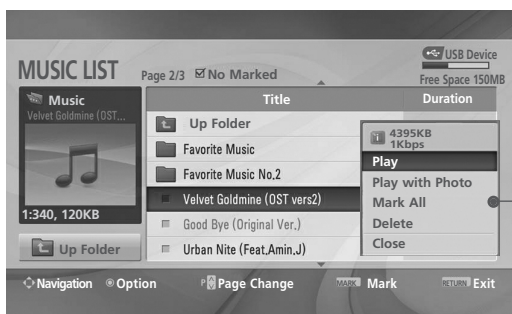 USB Device
MUSIC LIST Page 2/3 No Marked
Free Space 150MB
Music
Velvet Goldmine (OST...
1:340, 120KB
Up Folder
Title Duration
Up Folder
Favorite Music
Favorite Music No.2
Velvet Goldmine (OST vers2)
Good Bye (Original Ver.)
Urban Nite (Feat.Amin.J)
4395KB
1Kbps
Play
Play with Photo
Mark All
Delete
Close
Navigation Option P Page Change MARK Mark RETURN Exit